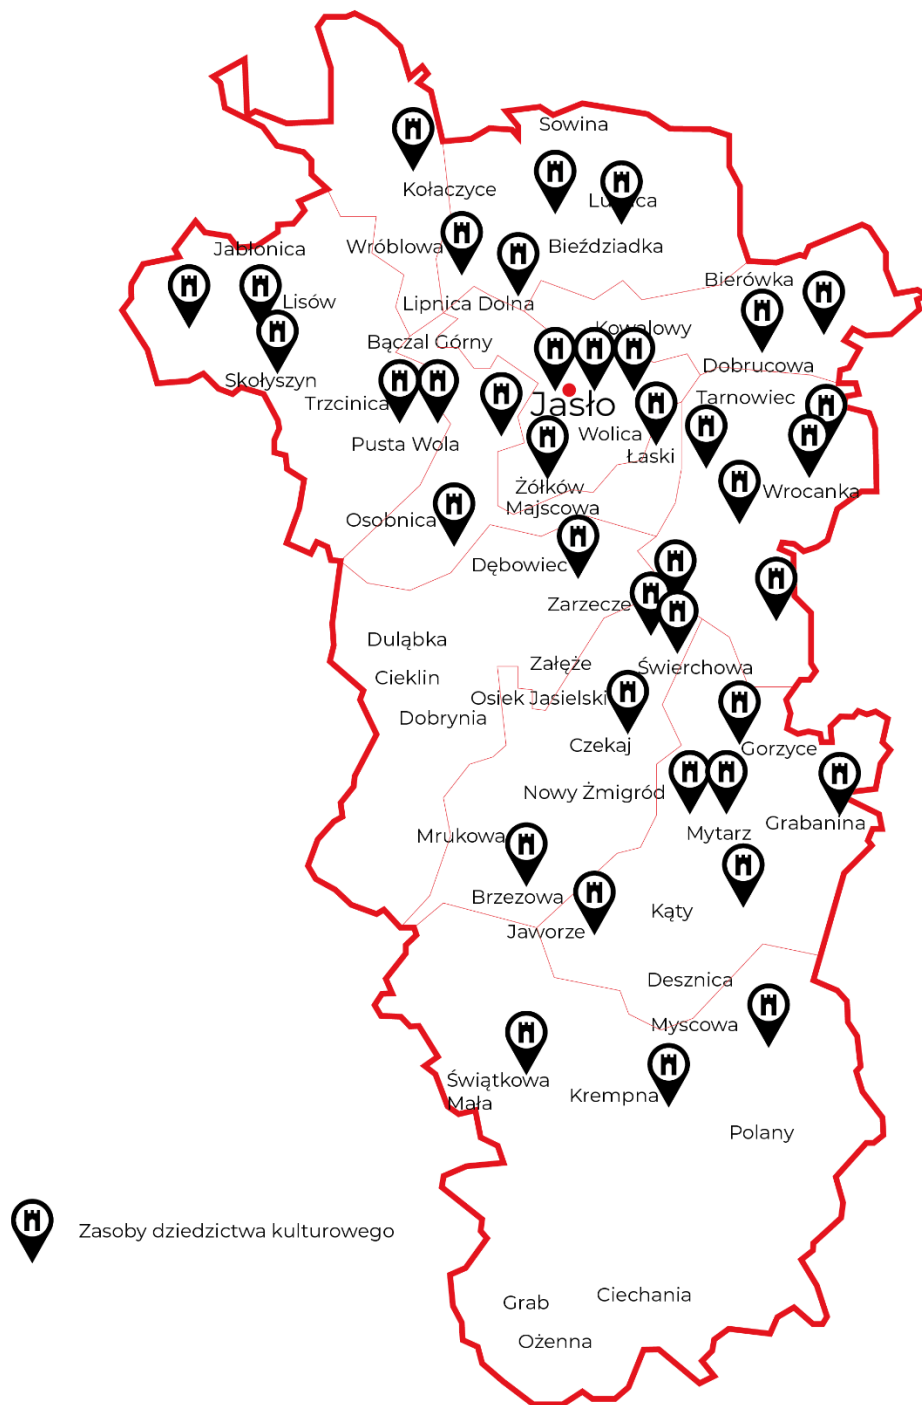 Sowina
Kołaczyce
Wróblowa
Bieździadka
Jabłonica
Bierówka
Lisów
Lipnica Dolna
Kowalowy
Bączal Górny
Dobrucowa
Skołyszyn
Trzcinica
Jasło
Tarnowiec
Wolica
Pusta Wola
Łaski
Żółków
Wrocanka
Majscowa
Osobnica
Dębowiec
Zarzecze
Duląbka
Załęże
Świerchowa
Cieklin
Osiek Jasielski
Dobrynia
Czekaj
Gorzyce
Nowy Żmigród
Mytarz
Grabanina
Mrukowa
Brzezowa
Kąty
Jaworze
Desznica
Myscowa
Świątkowa
Mała
Krempna
Polany
Zasoby dziedzictwa kulturowego
Ciechania
Grab
Ożenna